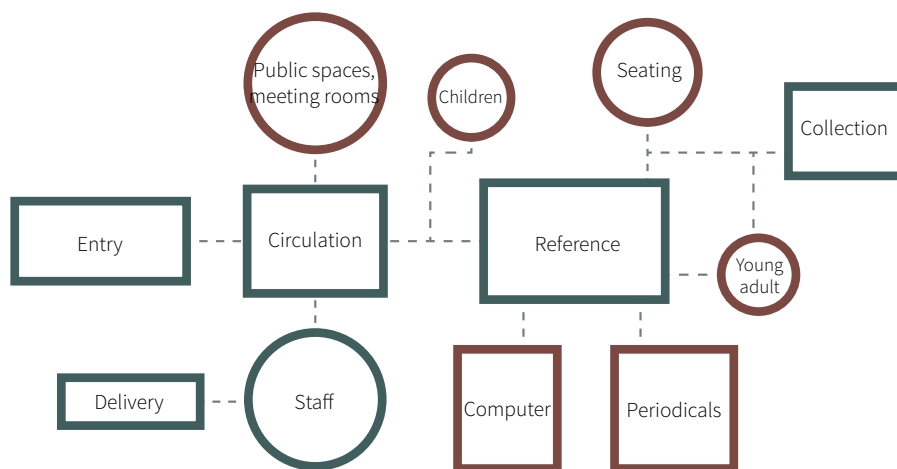 Public spaces,
meeting rooms
Children
Seating
Collection
Entry
Circulation
Reference
Young
adult
Delivery
Staff
Computer
Periodicals